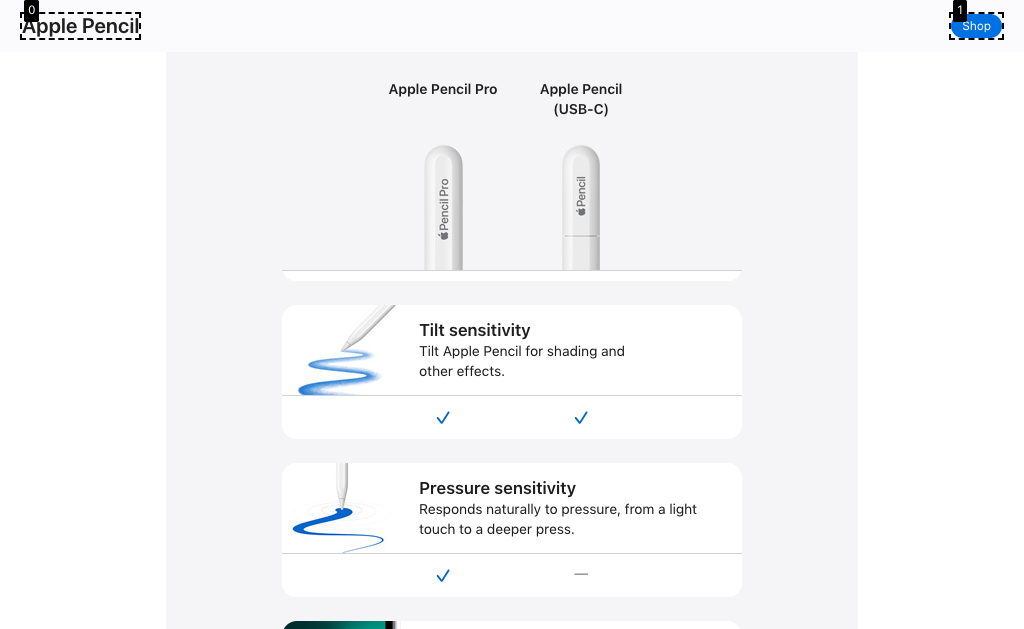 0
Apple Pencil
1
Shop
Apple Pencil Pro
Apple Pencil
(USB-C)
Pencil Pro
Pencil
Tilt sensitivity
Tilt Apple Pencil for shading and
other effects.
Pressure sensitivity
Responds naturally to pressure, from a light
touch to a deeper press.
—